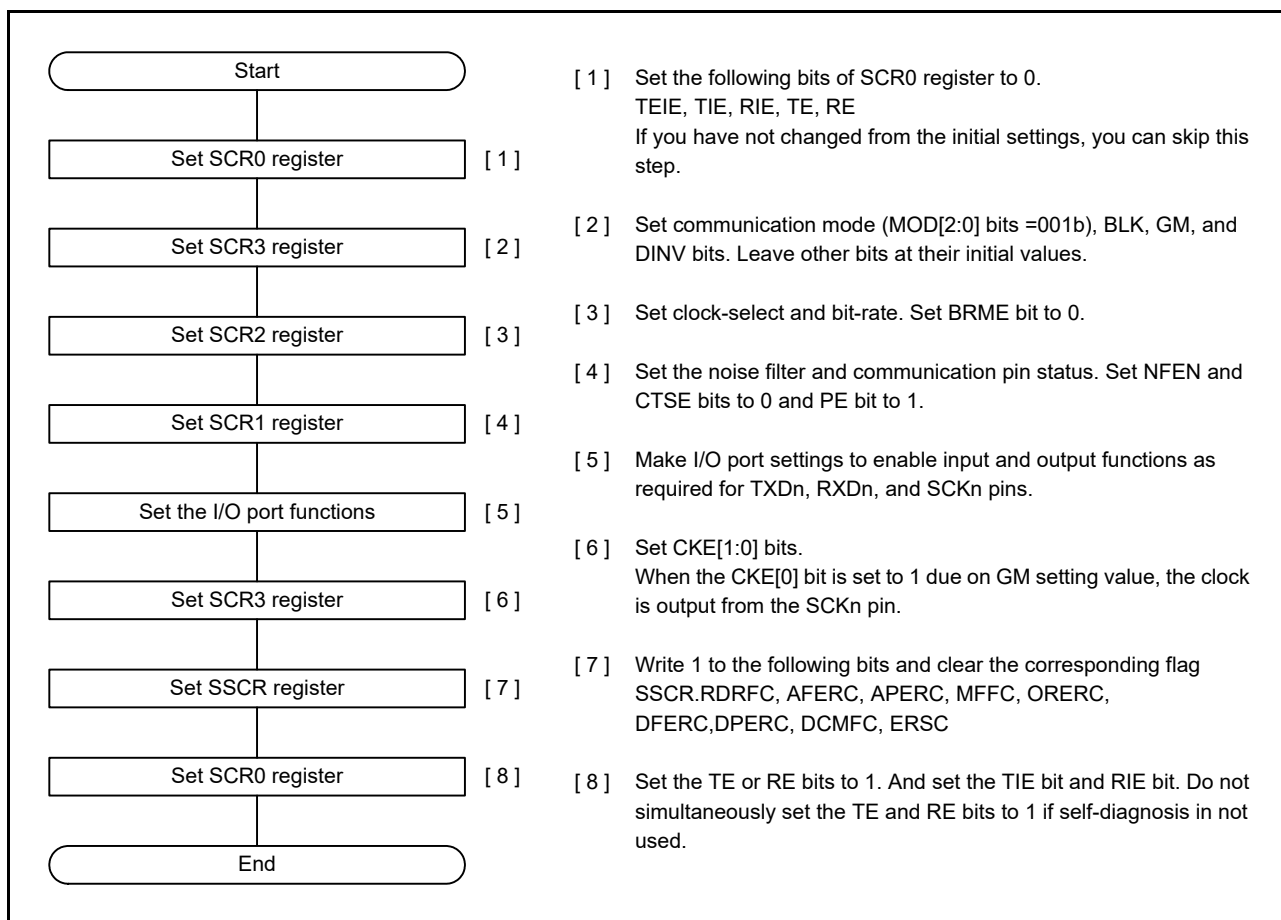 Start
Set SCR0 register
[ 1 ]
Set SCR3 register
[ 2 ]
Set SCR2 register
[ 3 ]
Set SCR1 register
[ 4 ]
Set the I/O port functions
[ 5 ]
Set SCR3 register
[ 6 ]
Set SSCR register
[ 7 ]
Set SCR0 register
[ 8 ]
End
[ 1 ] Set the following bits of SCR0 register to 0.
TEIE, TIE, RIE, TE, RE
If you have not changed from the initial settings, you can skip this
step.
[ 2 ] Set communication mode (MOD[2:0] bits =001b), BLK, GM, and
DINV bits. Leave other bits at their initial values.
[ 3 ] Set clock-select and bit-rate. Set BRME bit to 0.
[ 4 ] Set the noise filter and communication pin status. Set NFEN and
CTSE bits to 0 and PE bit to 1.
[ 5 ] Make I/O port settings to enable input and output functions as
required for TXDn, RXDn, and SCKn pins.
[ 6 ] Set CKE[1:0] bits.
When the CKE[0] bit is set to 1 due on GM setting value, the clock
is output from the SCKn pin.
[ 7 ] Write 1 to the following bits and clear the corresponding flag
SSCR.RDRFC, AFERC, APERC, MFFC, ORERC,
DFERC,DPERC, DCMFC, ERSC
[ 8 ] Set the TE or RE bits to 1. And set the TIE bit and RIE bit. Do not
simultaneously set the TE and RE bits to 1 if self-diagnosis in not
used.